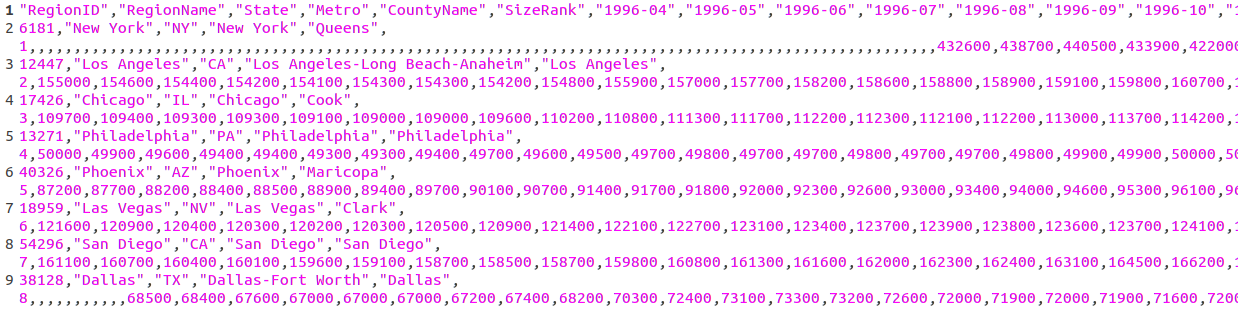 1 "RegionID","RegionName","State","Metro","CountyName","SizeRank","1996-04","1996-05","1996-06","1996-07","1996-08","1996-09","1996-10","1
2 6181,"New York","NY","New York","Queens",
1,,,,,,,,,,,,,,,,,,,,,,,,,,,,,,,,,,,,,,,,,,,,,,,,,,,,,,,,,,,,,,,,,,,,,,,,,,,,,,,,,,,,,,,,,,,,,,,,,,,,,432600,438700,440500,433900,422000
3 12447,"Los Angeles","CA","Los Angeles-Long Beach-Anaheim","Los Angeles",
2,155000,154600,154400,154200,154100,154300,154300,154200,154800,155900,157000,157700,158200,158600,158800,158900,159100,159800,160700,1
4 17426,"Chicago","IL","Chicago","Cook",
3,109700,109400,109300,109300,109100,109000,109000,109600,110200,110800,111300,111700,112200,112300,112100,112200,113000,113700,114200,1
5 13271,"Philadelphia","PA","Philadelphia","Philadelphia",
4,50000,49900,49600,49400,49400,49300,49300,49400,49700,49600,49500,49700,49800,49700,49700,49800,49700,49700,49800,49900,49900,50000,50
6 40326,"Phoenix","AZ","Phoenix","Maricopa",
5,87200,87700,88200,88400,88500,88900,89400,89700,90100,90700,91400,91700,91800,92000,92300,92600,93000,93400,94000,94600,95300,96100,96
7 18959,"Las Vegas","NV","Las Vegas","Clark",
6,121600,120900,120400,120300,120200,120300,120500,120900,121400,122100,122700,123100,123400,123700,123900,123800,123600,123700,124100,1
8 54296,"San Diego","CA","San Diego","San Diego",
7,161100,160700,160400,160100,159600,159100,158700,158500,158700,159800,160800,161300,161600,162000,162300,162400,163100,164500,166200,1
9 38128,"Dallas","TX","Dallas-Fort Worth","Dallas",
8,,,,,,,,,,,68500,68400,67600,67000,67000,67000,67200,67400,68200,70300,72400,73100,73300,73200,72600,72000,71900,72000,71900,71600,7200